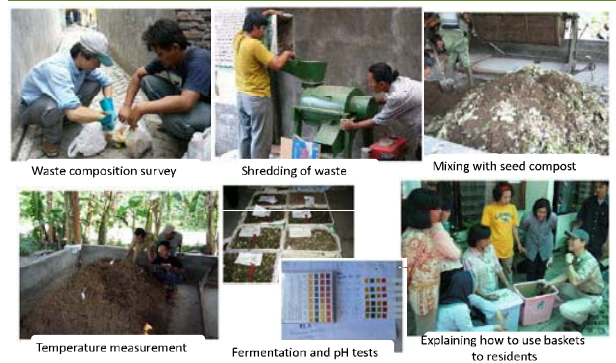 Waste composition survey
Shredding of waste
Mixing with seed compost
Temperature measurement
Fermentation and pH tests
Explaining how to use baskets
to residents